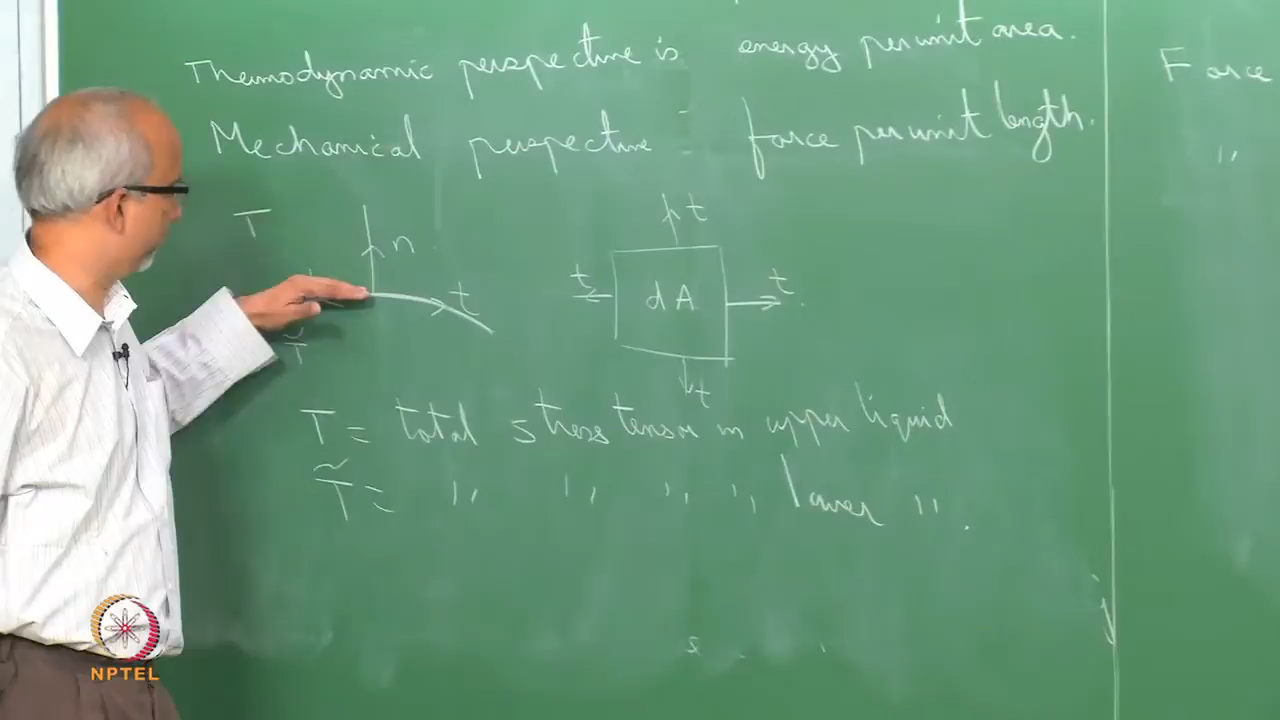 Thermodynamic perspective is energy per unit area.
Mechanical perspective = force per unit length.
Force
"
T
n
t
t
t
dA
t
t
T̃
T = total stress tensor in upper liquid
T̃ = " " " " lower ".
NPTEL